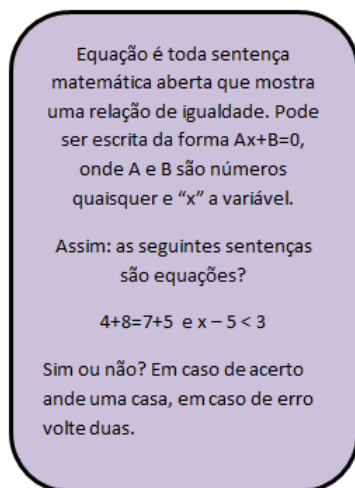 Equação é toda sentença
matemática aberta que mostra
uma relação de igualdade. Pode
ser escrita da forma Ax+B=0,
onde A e B são números
quaisquer e “x” a variável.
Assim: as seguintes sentenças
são equações?
4+8=7+5 e x – 5 < 3
Sim ou não? Em caso de acerto
ande uma casa, em caso de erro
volte duas.